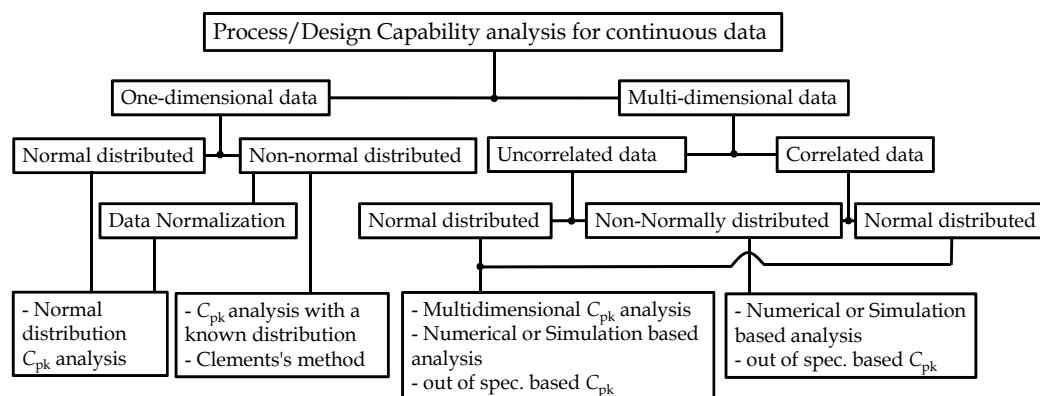 Process/Design Capability analysis for continuous data
One-dimensional data
Multi-dimensional data
Normal distributed
Non-normal distributed
Uncorrelated data
Correlated data
Data Normalization
Normal distributed
Non-Normally distributed
Normal distributed
- Normal
distribution
Cpk analysis
- Cpk analysis with a
known distribution
- Clements's method
- Multidimensional Cpk analysis
- Numerical or Simulation based
analysis
- out of spec. based Cpk
- Numerical or Simulation
based analysis
- out of spec. based Cpk